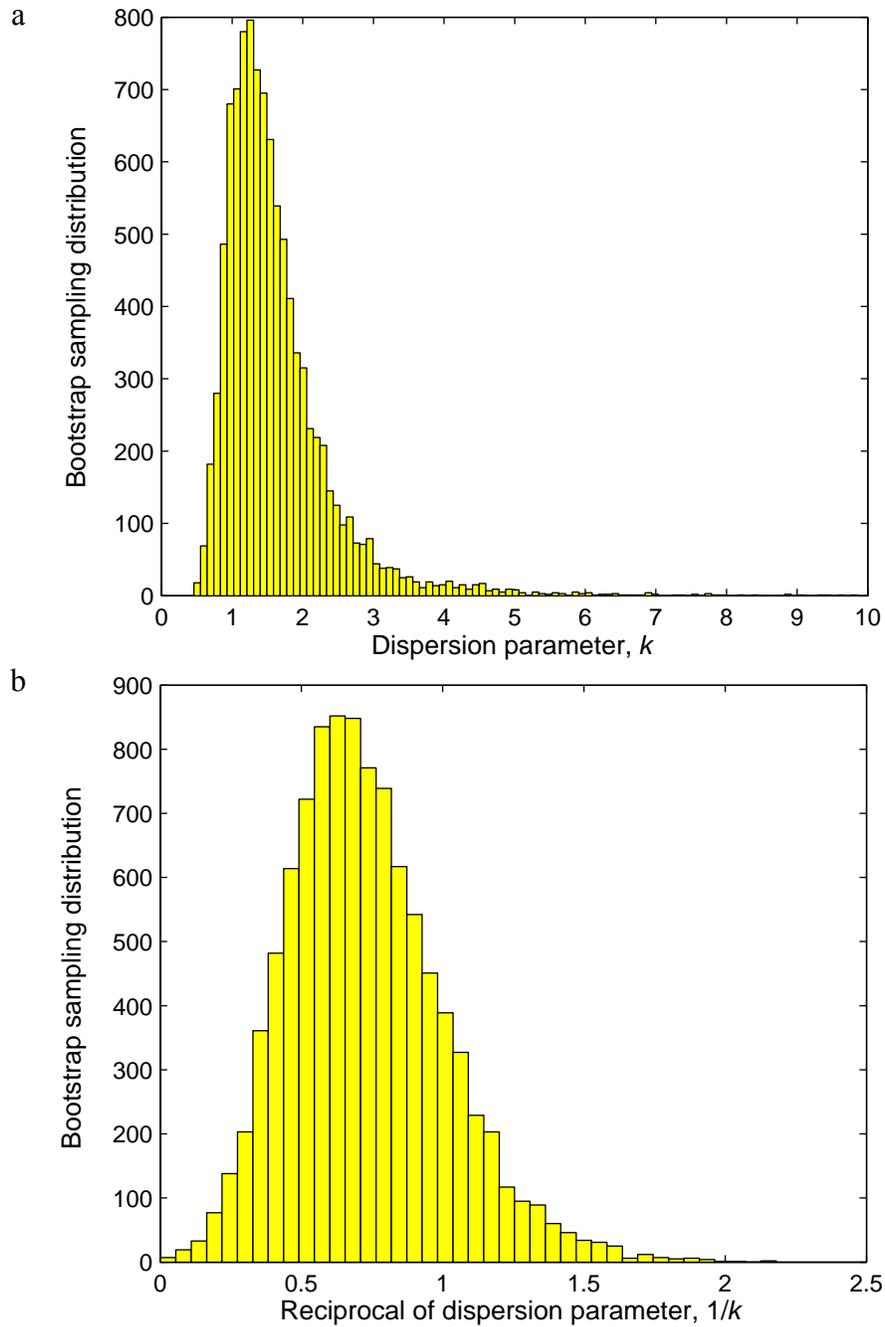 a
800
700
600
500
400
300
200
100
0
0 1 2 3 4 5 6 7 8 9 10
Bootstrap sampling distribution
Dispersion parameter, k
b
900
800
700
600
500
400
300
200
100
0
0 0.5 1 1.5 2 2.5
Bootstrap sampling distribution
Reciprocal of dispersion parameter, 1/k